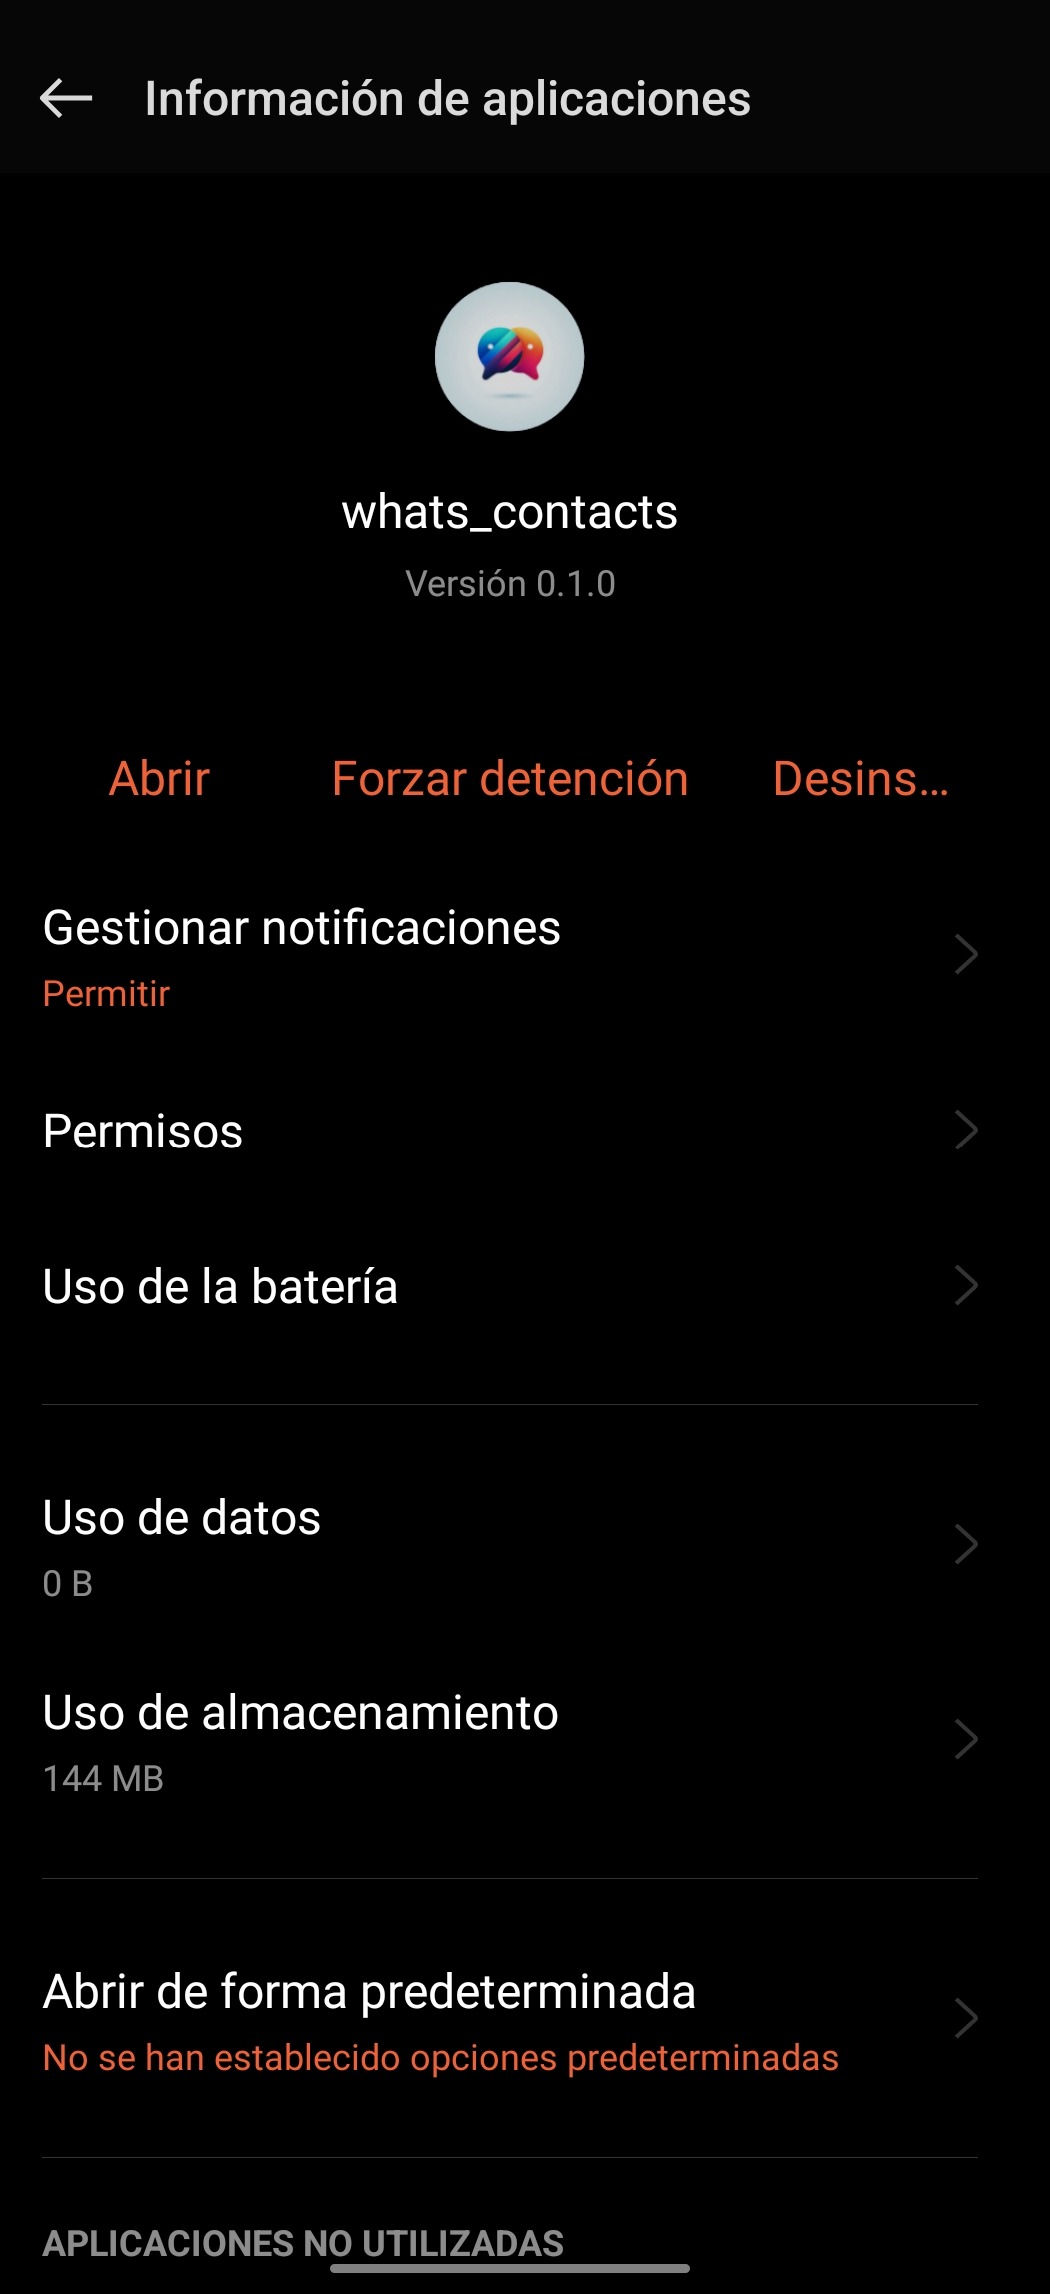 Información de aplicaciones
whats_contacts
Versión 0.1.0
Abrir
Forzar detención
Desins...
Gestionar notificaciones
Permitir
Permisos
Uso de la batería
Uso de datos
0 B
Uso de almacenamiento
144 MB
Abrir de forma predeterminada
No se han establecido opciones predeterminadas
APLICACIONES NO UTILIZADAS